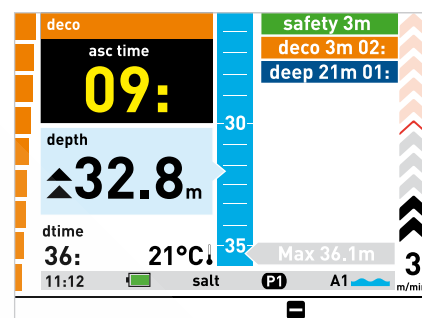 deco
asc time
09:
depth
32.8m
dtime
36:
21°C
11:12
salt
P1
A1
30
35
safety 3m
deco 3m 02:
deep 21m 01:
Max 36.1m
3